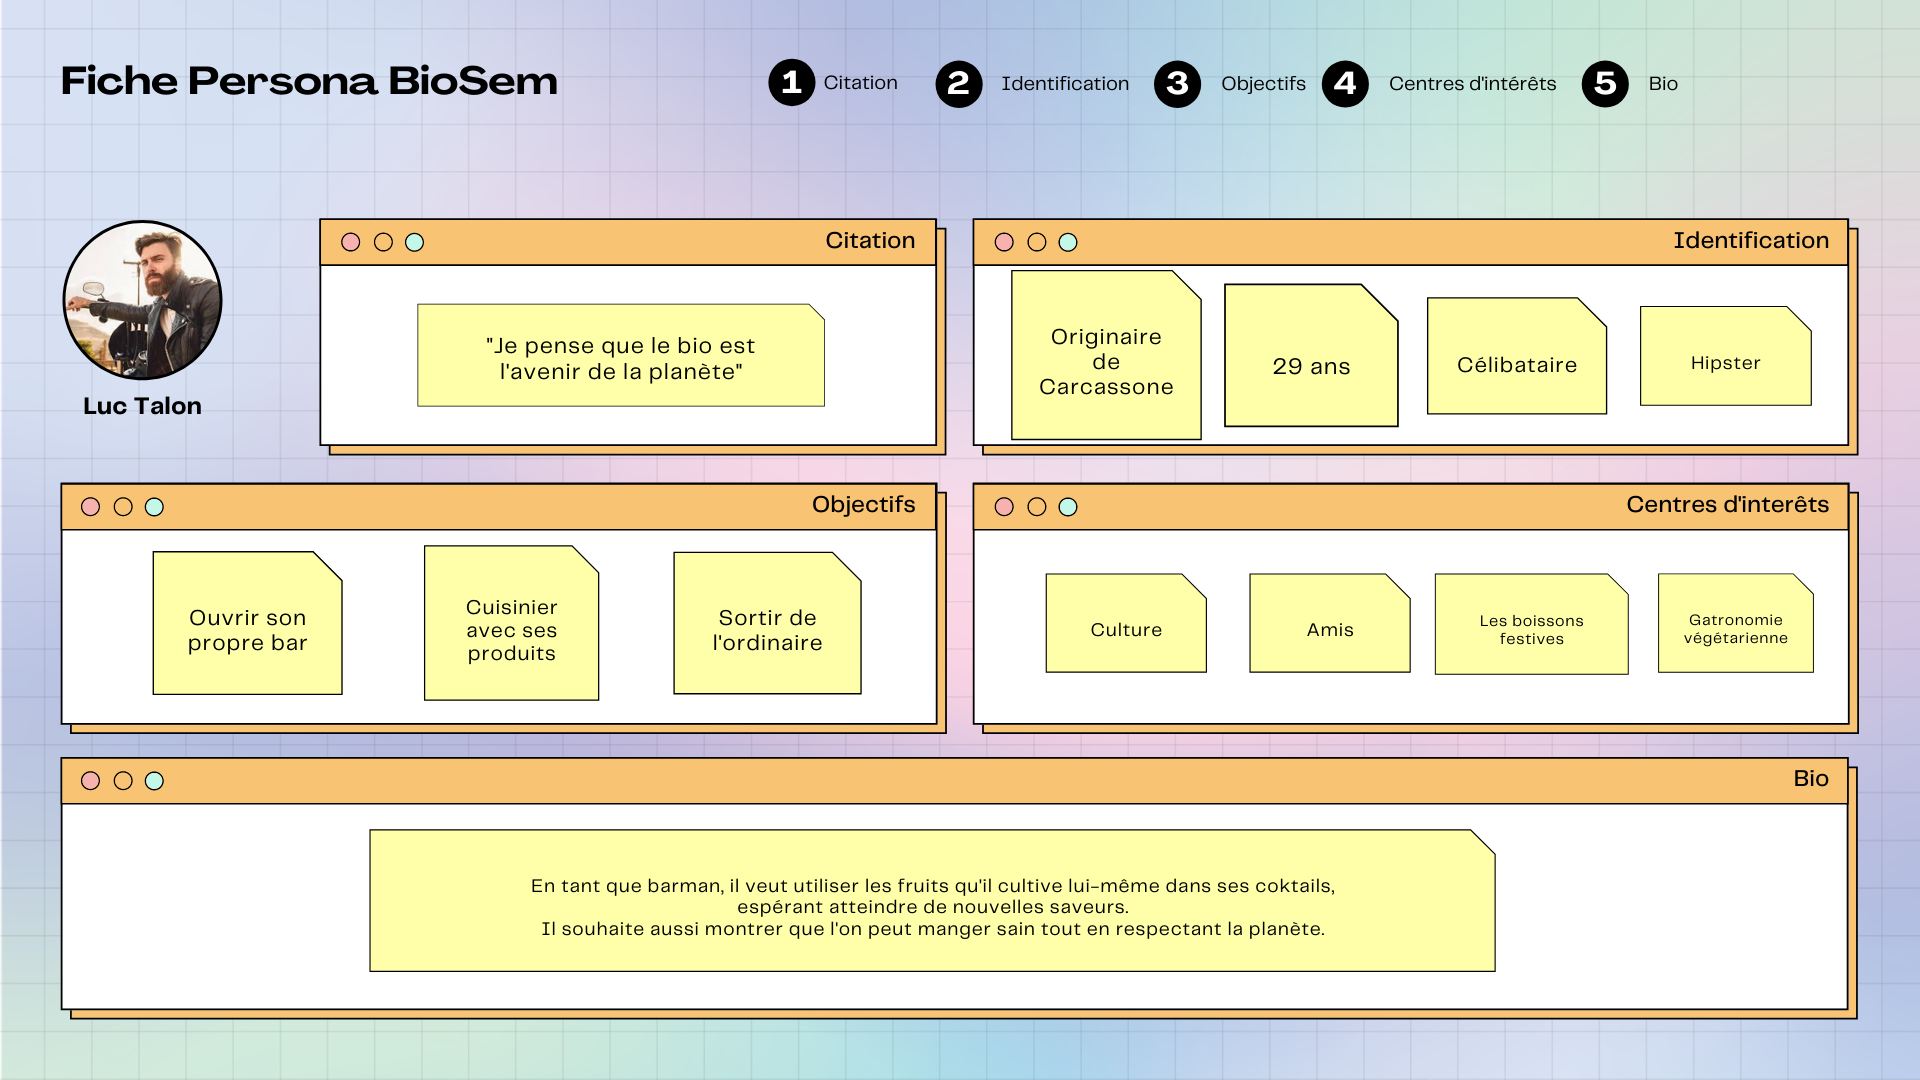 Fiche Persona BioSem
1 Citation
2 Identification
3 Objectifs
4 Centres d'intérêts
5 Bio
Luc Talon
Citation
"Je pense que le bio est
l'avenir de la planète"
Identification
Originaire
de
Carcassone
29 ans
Célibataire
Hipster
Objectifs
Ouvrir son
propre bar
Cuisinier
avec ses
produits
Sortir de
l'ordinaire
Centres d'interêts
Culture
Amis
Les boissons
festives
Gatronomie
végétarienne
Bio
En tant que barman, il veut utiliser les fruits qu'il cultive lui-même dans ses coktails,
espérant atteindre de nouvelles saveurs.
Il souhaite aussi montrer que l'on peut manger sain tout en respectant la planète.